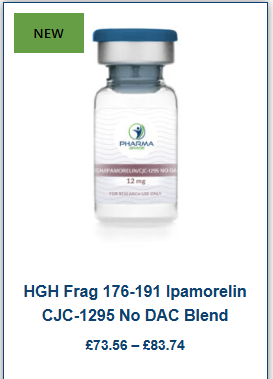 NEW
PHARMA
GRADE
12 mg
FOR RESEARCH USE ONLY
HGH Frag 176-191 Ipamorelin
CJC-1295 No DAC Blend
£73.56 – £83.74